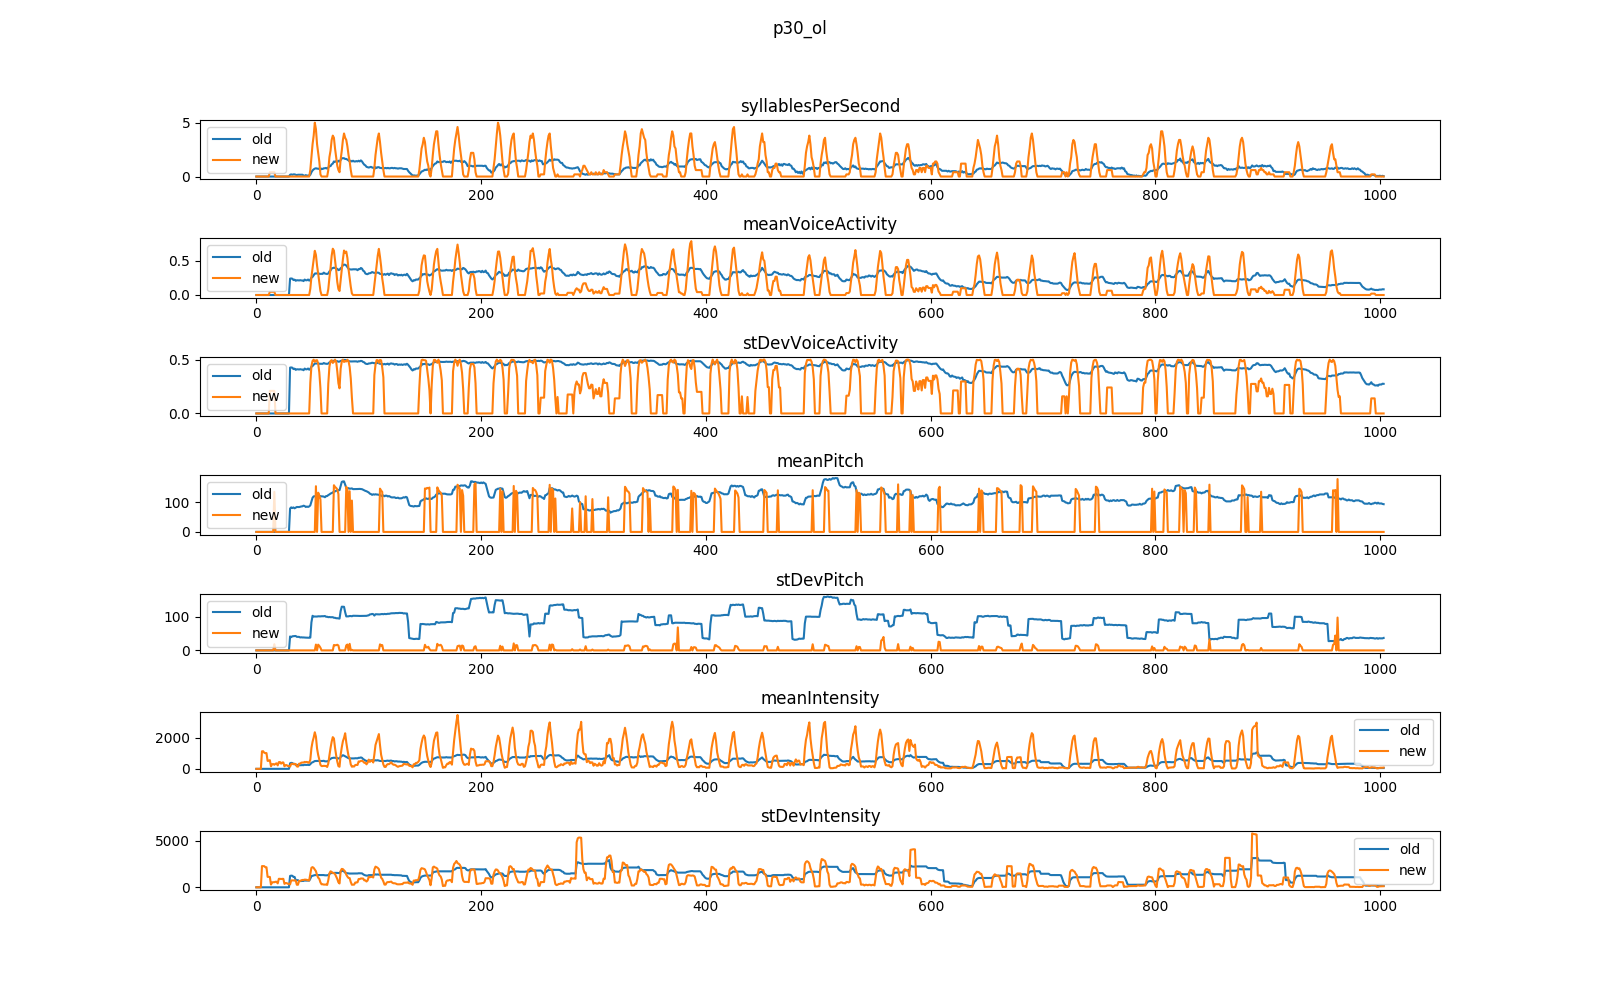 p30_ol
syllablesPerSecond
5
0
old
new
0 200 400 600 800 1000
meanVoiceActivity
0.5
0.0
old
new
0 200 400 600 800 1000
stDevVoiceActivity
0.5
0.0
old
new
0 200 400 600 800 1000
meanPitch
100
0
old
new
0 200 400 600 800 1000
stDevPitch
100
0
old
new
0 200 400 600 800 1000
meanIntensity
2000
0
old
new
0 200 400 600 800 1000
stDevIntensity
5000
0
old
new
0 200 400 600 800 1000